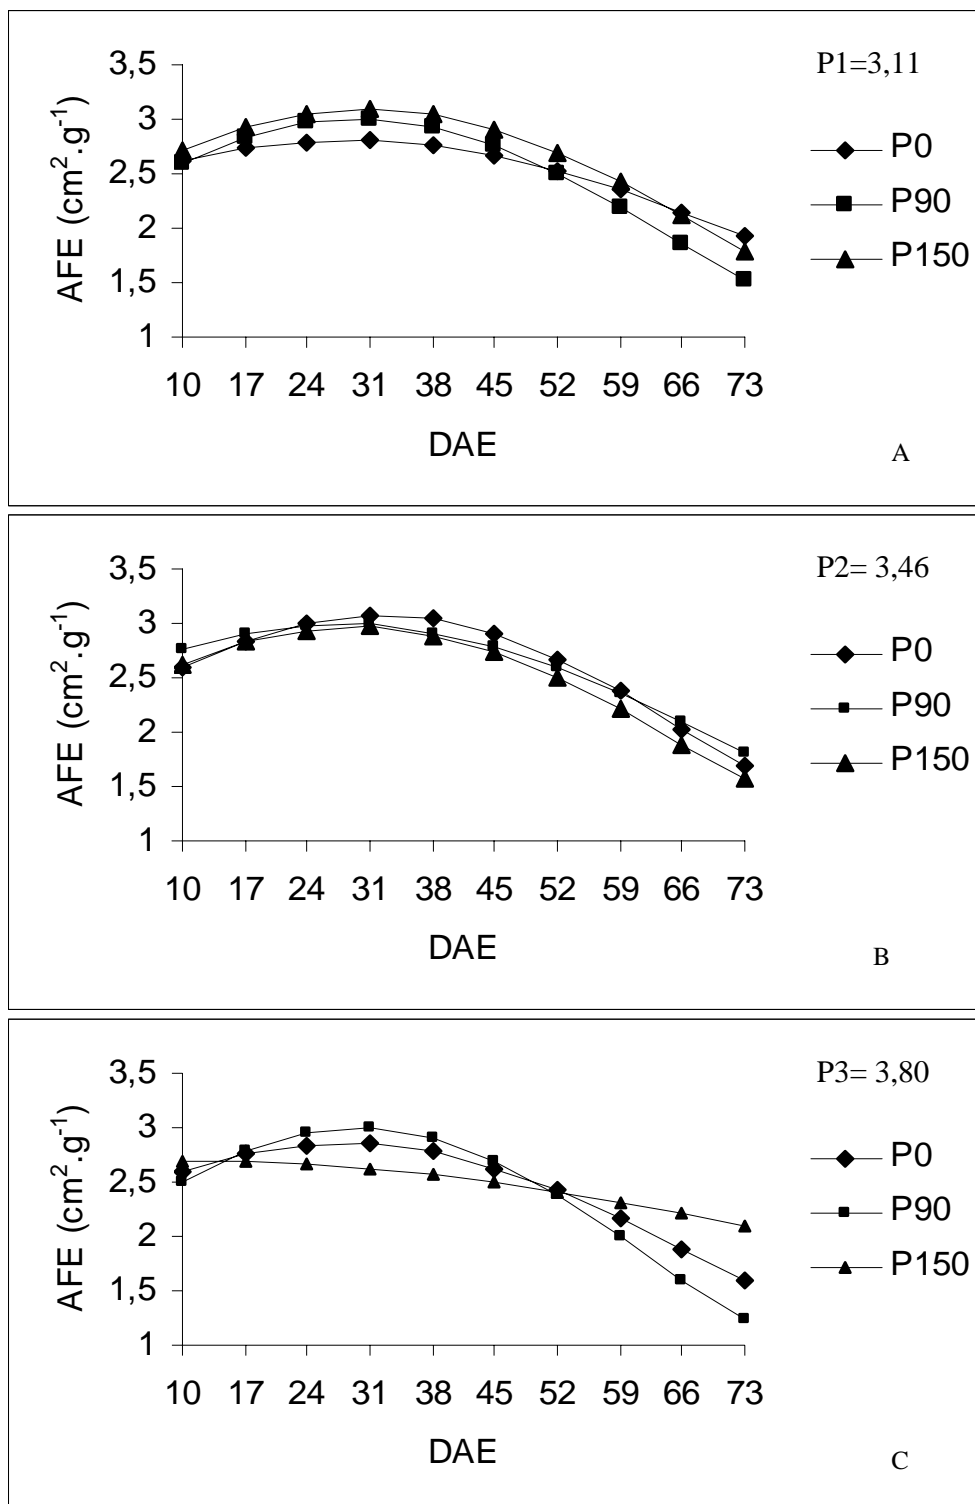 P1=3,11
3,5
3
2,5
2
1,5
1
AFE (cm².g⁻¹)
10 17 24 31 38 45 52 59 66 73
DAE
P0
P90
P150
A
P2= 3,46
3,5
3
2,5
2
1,5
1
AFE (cm².g⁻¹)
10 17 24 31 38 45 52 59 66 73
DAE
P0
P90
P150
B
P3= 3,80
3,5
3
2,5
2
1,5
1
AFE (cm².g⁻¹)
10 17 24 31 38 45 52 59 66 73
DAE
P0
P90
P150
C